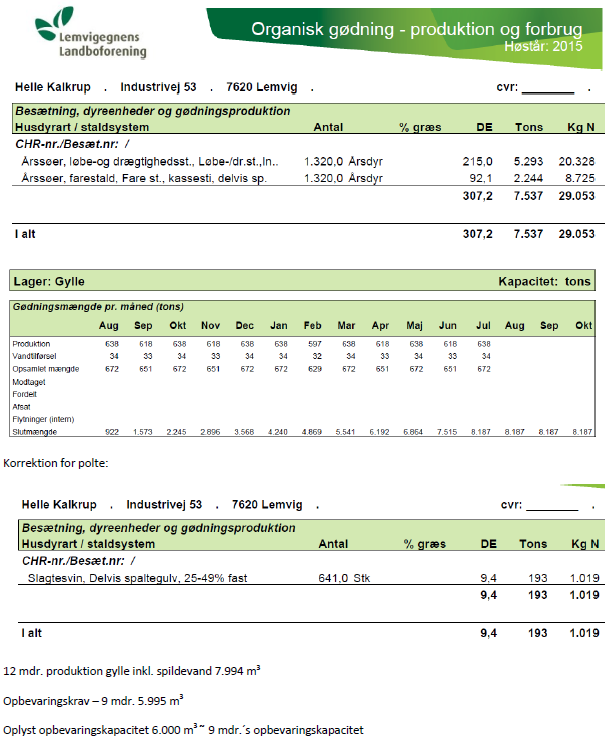 Lemvigegnens
Landboforening
Organisk gødning - produktion og forbrug
Høstår: 2015
Helle Kalkrup . Industrivej 53 . 7620 Lemvig . cvr: ________ .
Besætning, dyreenheder og gødningsproduktion
Husdyrart / staldsystem Antal % græs DE Tons Kg N
CHR-nr./Besæt.nr: /
Årssøer, løbe-og drægtighedsst., Løbe-/dr.st.,In.. 1.320,0 Årsdyr 215,0 5.293 20.328
Årssøer, farestald, Fare st., kassesti, delvis sp. 1.320,0 Årsdyr 92,1 2.244 8.725
307,2 7.537 29.053
I alt 307,2 7.537 29.053
Lager: Gylle Kapacitet: tons
Gødningsmængde pr. måned (tons)
Aug Sep Okt Nov Dec Jan Feb Mar Apr Maj Jun Jul Aug Sep Okt
Produktion 638 618 638 618 638 638 597 638 618 638 618 638
Vandtilførsel 34 33 34 33 34 34 32 34 33 34 33 34
Opsamlet mængde 672 651 672 651 672 672 629 672 651 672 651 672
Modtaget
Fordelt
Afsat
Flytninger (intern)
Slutmængde 922 1.573 2.245 2.896 3.568 4.240 4.869 5.541 6.192 6.864 7.515 8.187 8.187 8.187 8.187
Korrektion for polte:
Helle Kalkrup . Industrivej 53 . 7620 Lemvig . cvr: ________ .
Besætning, dyreenheder og gødningsproduktion
Husdyrart / staldsystem Antal % græs DE Tons Kg N
CHR-nr./Besæt.nr: /
Slagtesvin, Delvis spaltegulv, 25-49% fast 641,0 Stk 9,4 193 1.019
9,4 193 1.019
I alt 9,4 193 1.019
12 mdr. produktion gylle inkl. spildevand 7.994 m³
Opbevaringskrav – 9 mdr. 5.995 m³
Oplyst opbevaringskapacitet 6.000 m³ ~ 9 mdr.´s opbevaringskapacitet